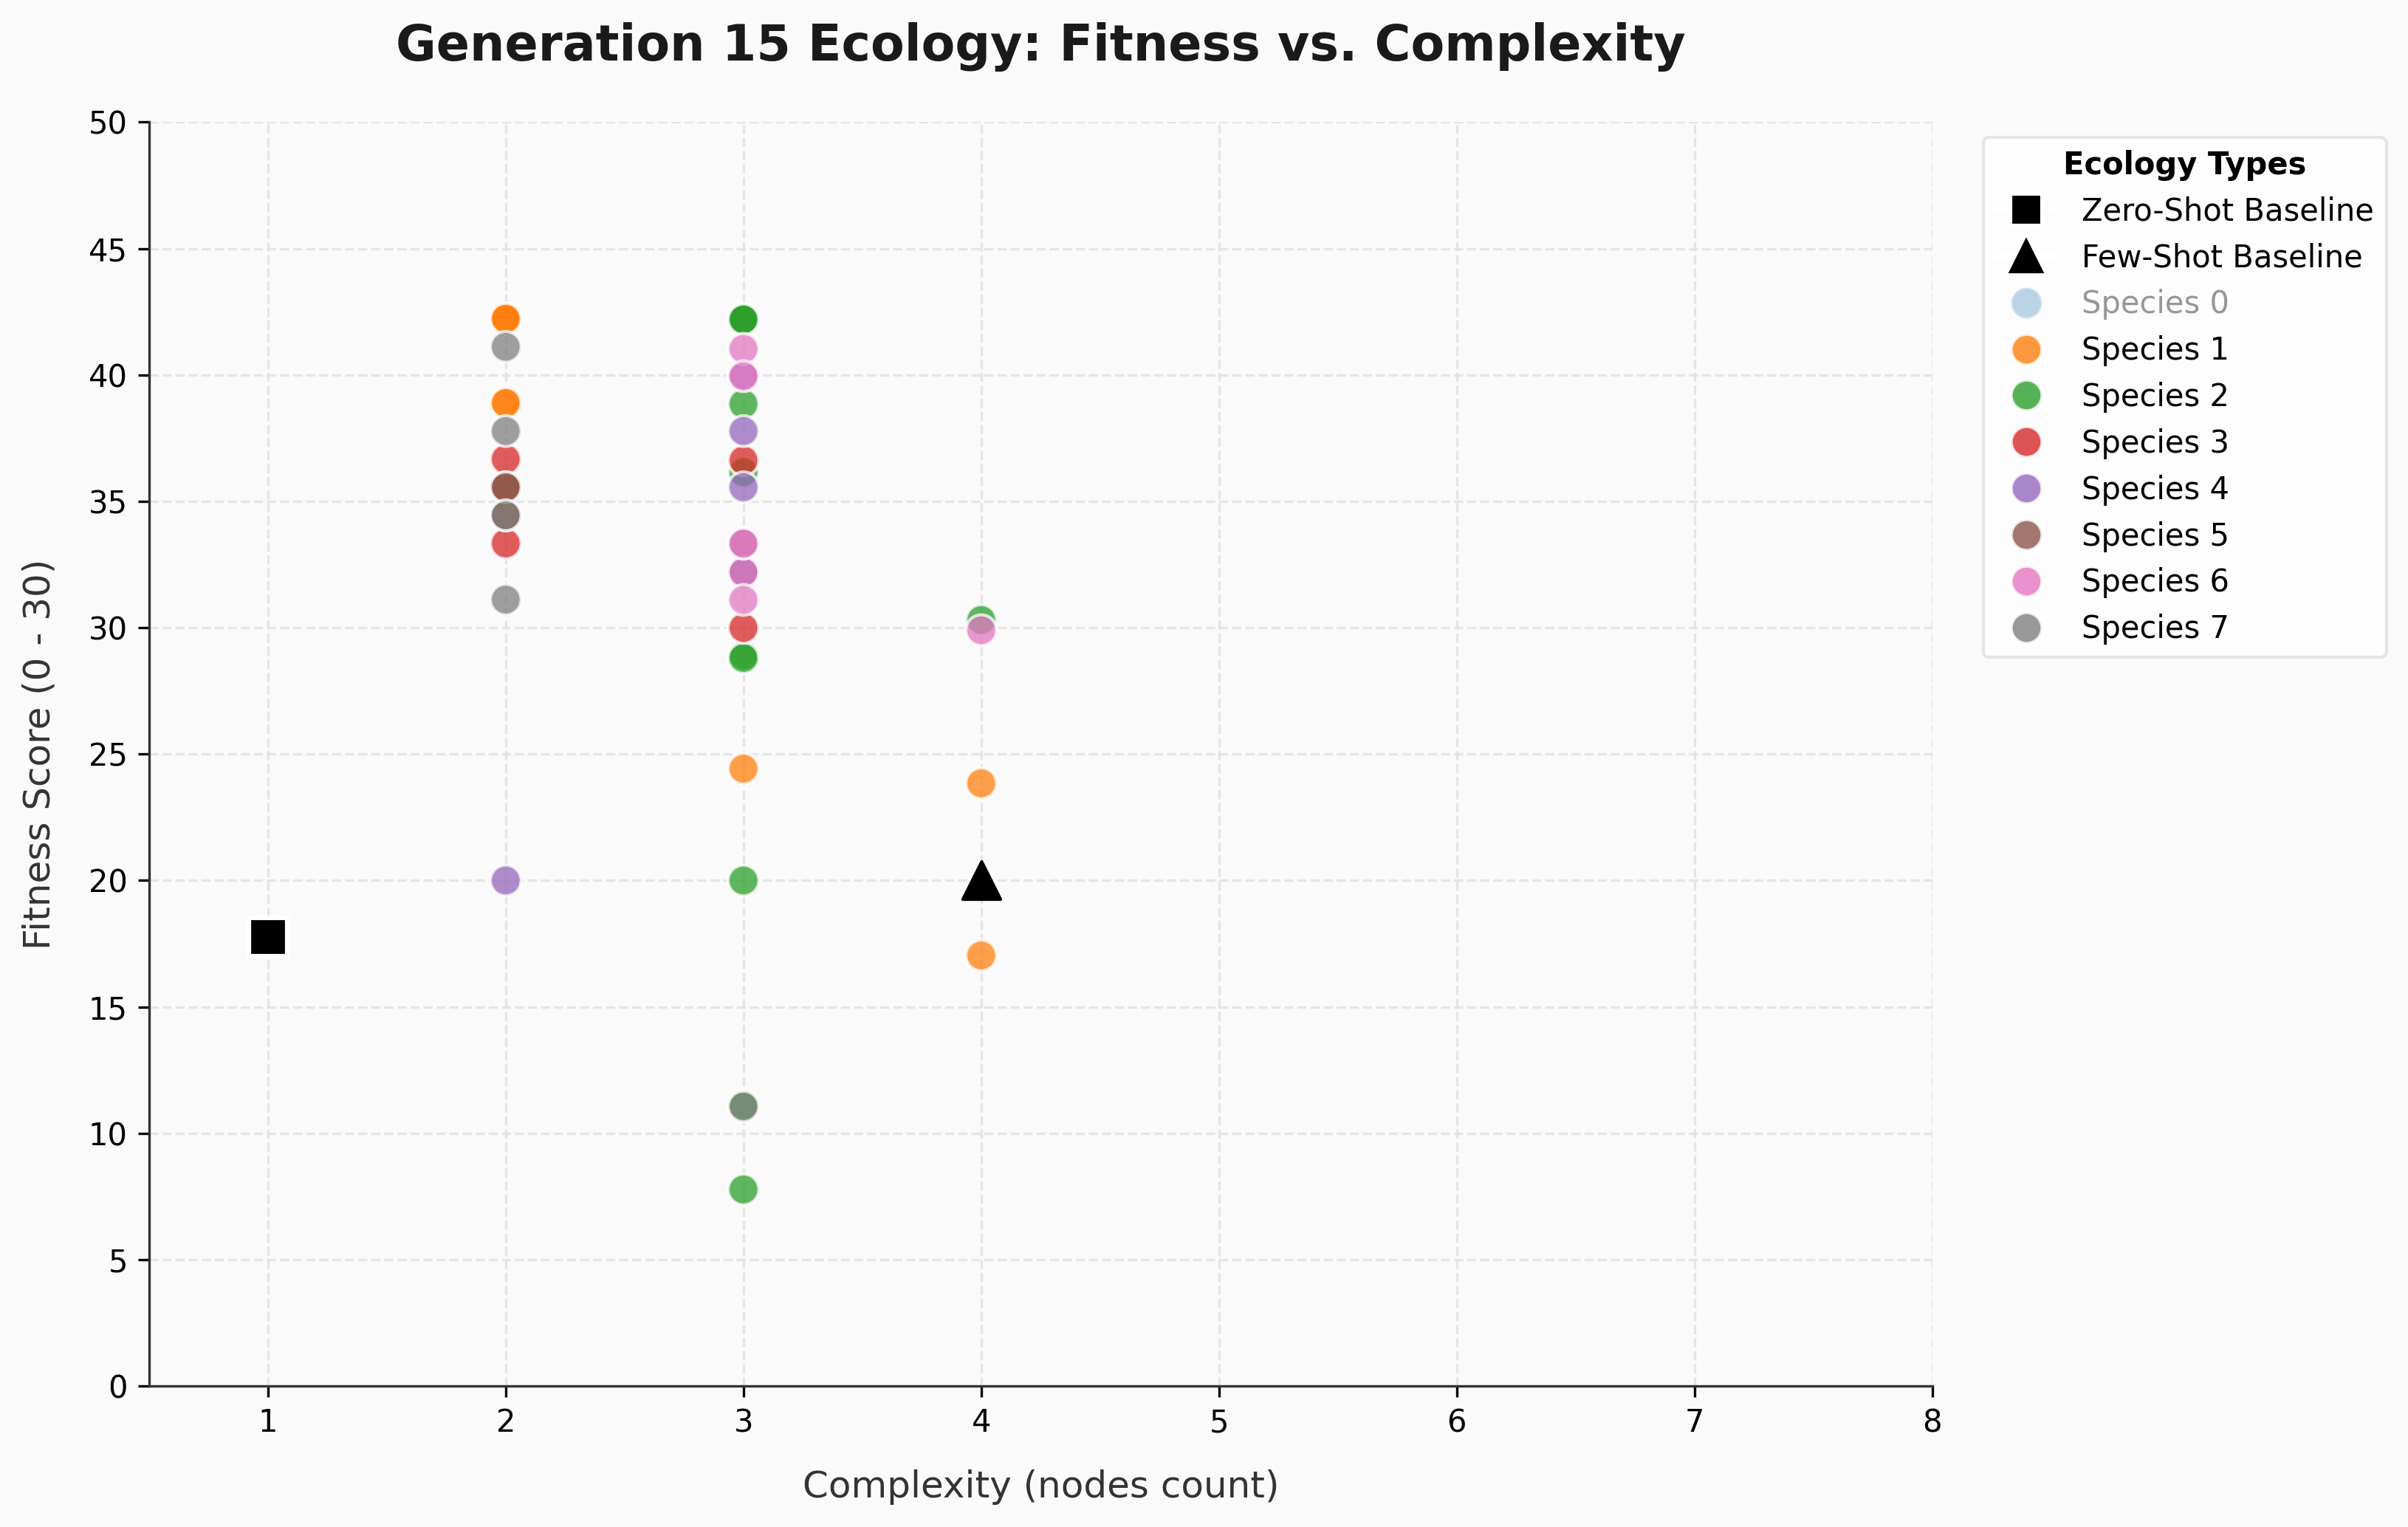 Generation 15 Ecology: Fitness vs. Complexity
50
45
40
35
30
25
20
15
10
5
0
Fitness Score (0 - 30)
1 2 3 4 5 6 7 8
Complexity (nodes count)
Ecology Types
Zero-Shot Baseline
Few-Shot Baseline
Species 0
Species 1
Species 2
Species 3
Species 4
Species 5
Species 6
Species 7